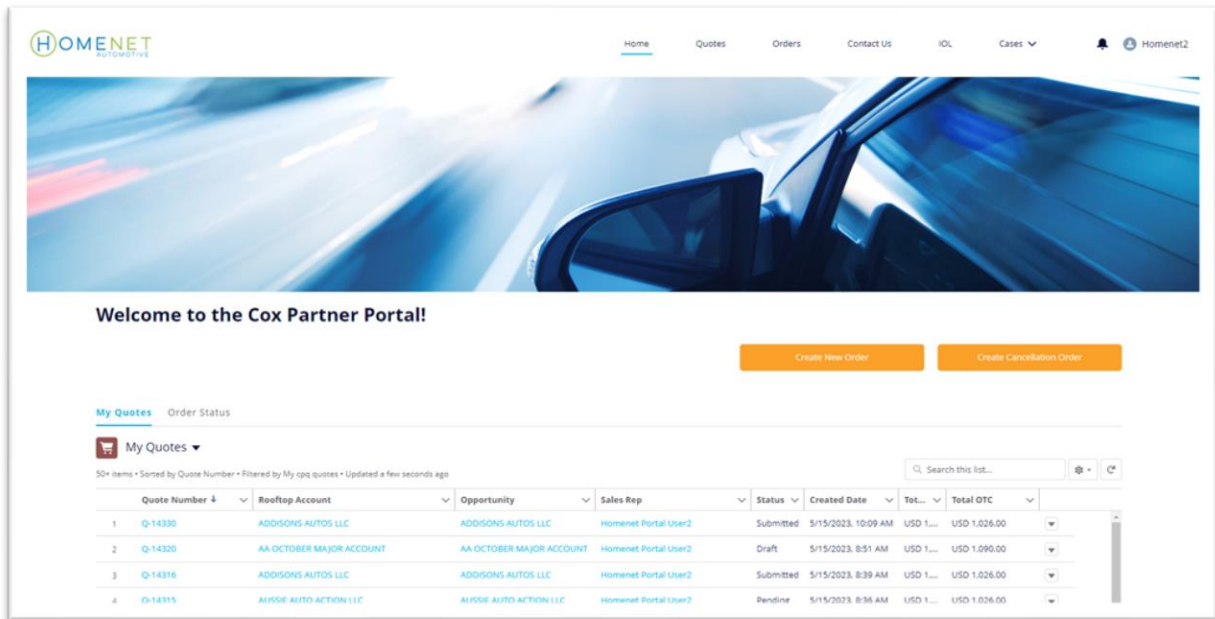 HOMENET
AUTOMOTIVE
Home Quotes Orders Contact Us IOL Cases Homenet2
Welcome to the Cox Partner Portal!
Create New Order Create Cancellation Order
My Quotes Order Status
My Quotes
50+ items • Sorted by Quote Number • Filtered by My cpq quotes • Updated a few seconds ago
Search this list...
Quote Number Rooftop Account Opportunity Sales Rep Status Created Date Tot... Total OTC
1 Q-14330 ADDISONS AUTOS LLC ADDISONS AUTOS LLC Homenet Portal User2 Submitted 5/15/2023, 10:09 AM USD 1,... USD 1,026.00
2 Q-14320 AA OCTOBER MAJOR ACCOUNT AA OCTOBER MAJOR ACCOUNT Homenet Portal User2 Draft 5/15/2023, 8:51 AM USD 1,... USD 1,090.00
3 Q-14316 ADDISONS AUTOS LLC ADDISONS AUTOS LLC Homenet Portal User2 Submitted 5/15/2023, 8:39 AM USD 1,... USD 1,026.00
4 Q-14315 AUSSIE AUTO ACTION LLC AUSSIE AUTO ACTION LLC Homenet Portal User2 Pending 5/15/2023, 8:36 AM USD 1,... USD 1,026.00